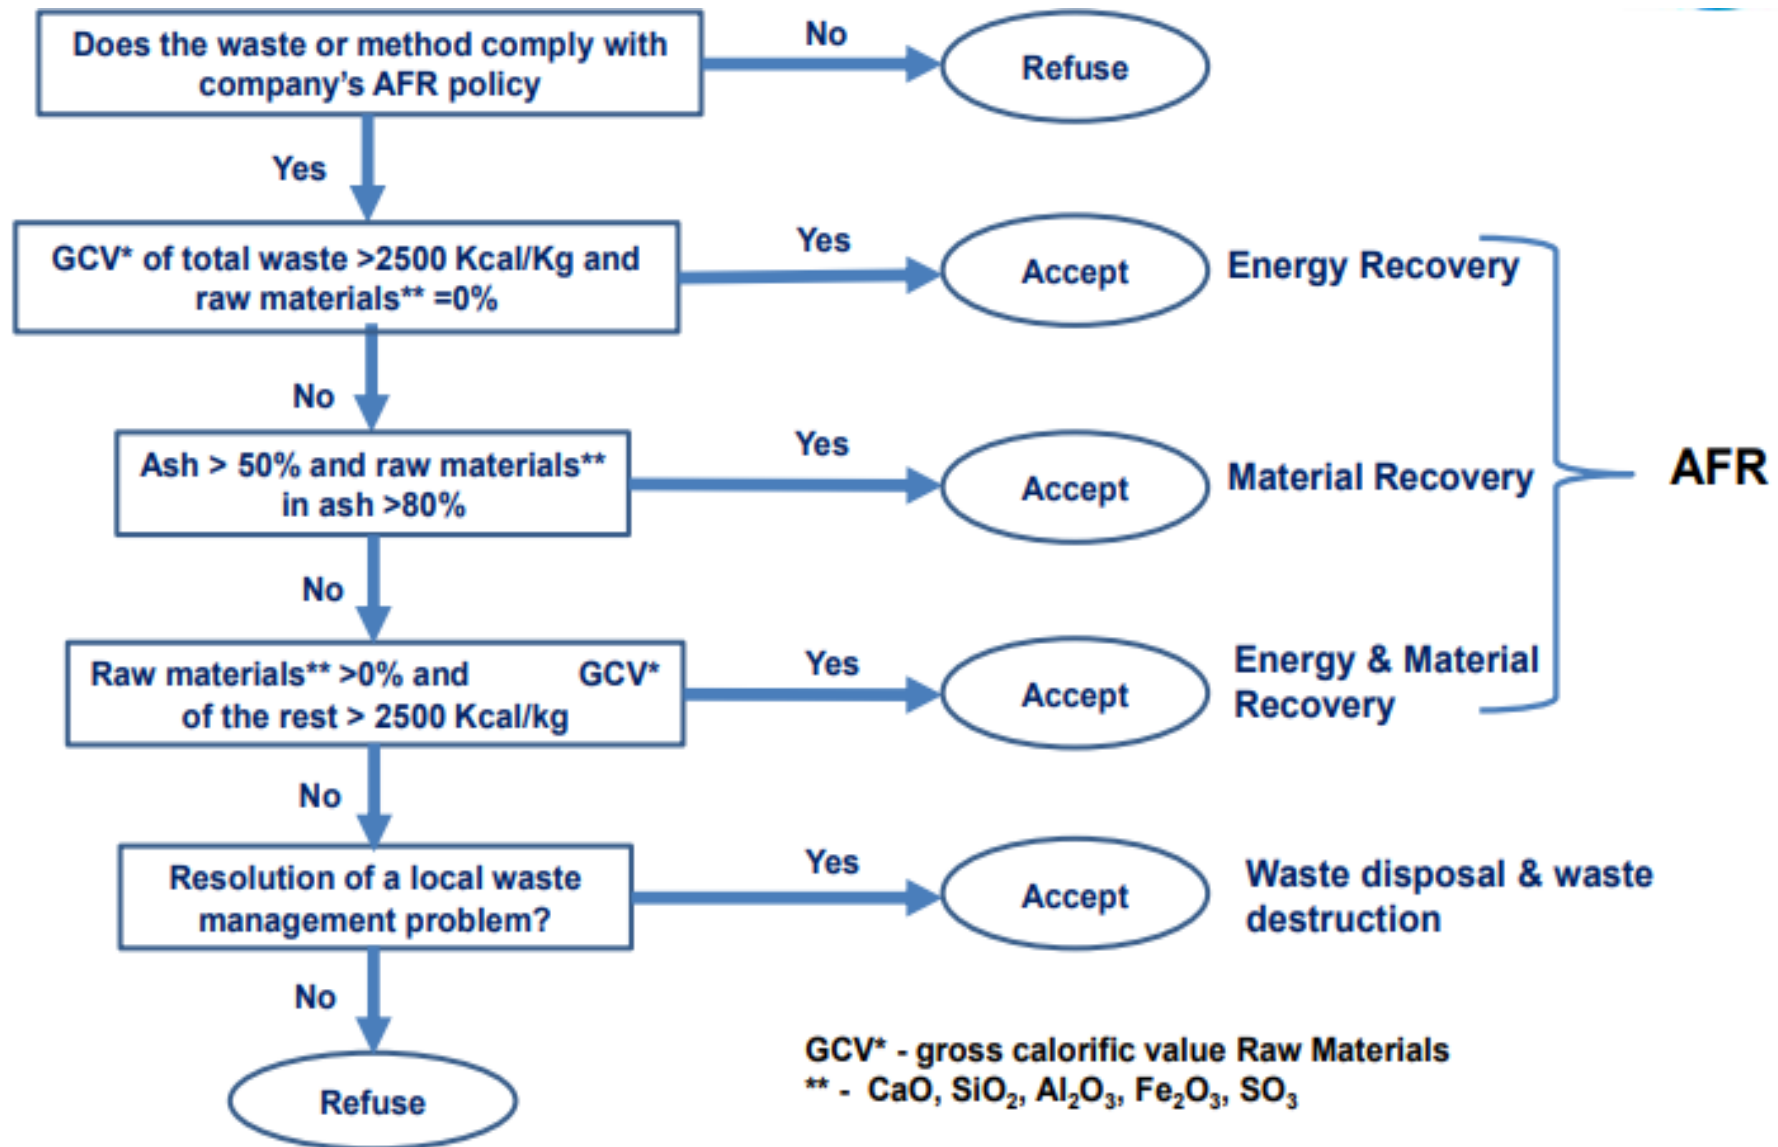 Does the waste or method comply with
company's AFR policy
No
Refuse
Yes
GCV* of total waste >2500 Kcal/Kg and
raw materials** =0%
Yes
Accept
Energy Recovery
No
Ash > 50% and raw materials**
in ash >80%
Yes
Accept
Material Recovery
AFR
No
Raw materials** >0% and GCV*
of the rest > 2500 Kcal/kg
Yes
Accept
Energy & Material
Recovery
No
Resolution of a local waste
management problem?
Yes
Accept
Waste disposal & waste
destruction
No
Refuse
GCV* - gross calorific value Raw Materials
** - CaO, SiO₂, Al₂O₃, Fe₂O₃, SO₃